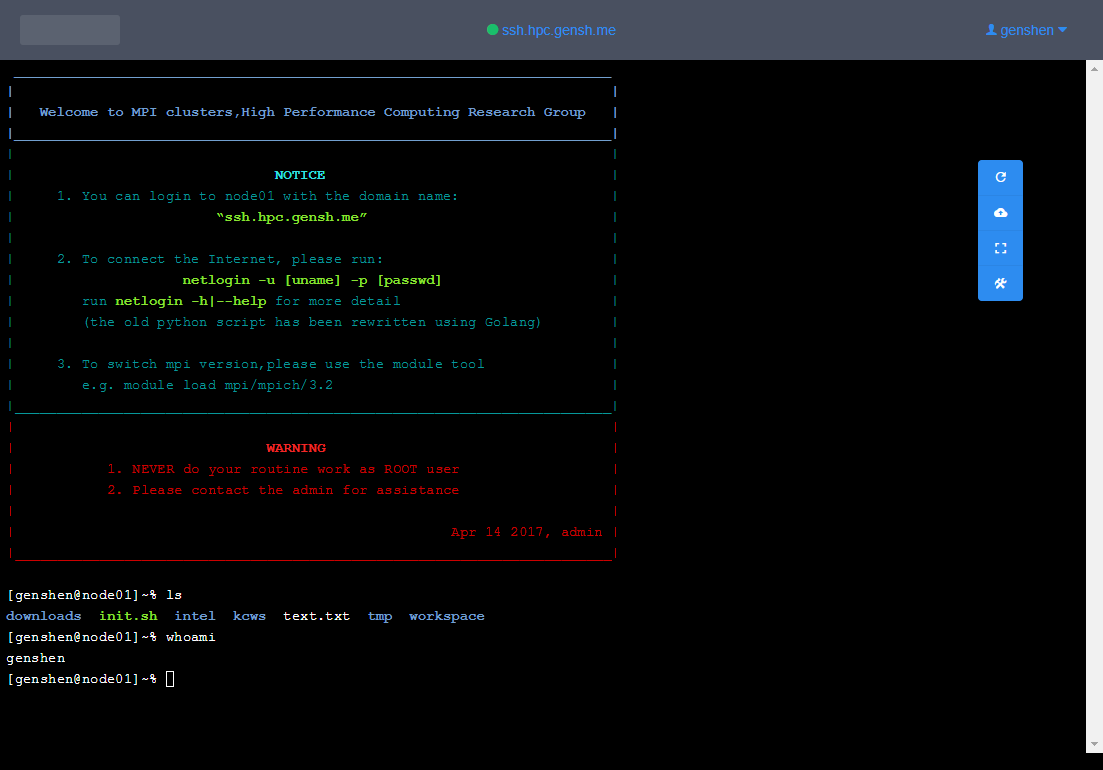 ssh.hpc.gensh.me
genshen
Welcome to MPI clusters,High Performance Computing Research Group
NOTICE
1. You can login to node01 with the domain name:
“ssh.hpc.gensh.me”
2. To connect the Internet, please run:
netlogin -u [uname] -p [passwd]
run netlogin -h|--help for more detail
(the old python script has been rewritten using Golang)
3. To switch mpi version,please use the module tool
e.g. module load mpi/mpich/3.2
WARNING
1. NEVER do your routine work as ROOT user
2. Please contact the admin for assistance
Apr 14 2017, admin
[genshen@node01]~% ls
downloads init.sh intel kcws text.txt tmp workspace
[genshen@node01]~% whoami
genshen
[genshen@node01]~%